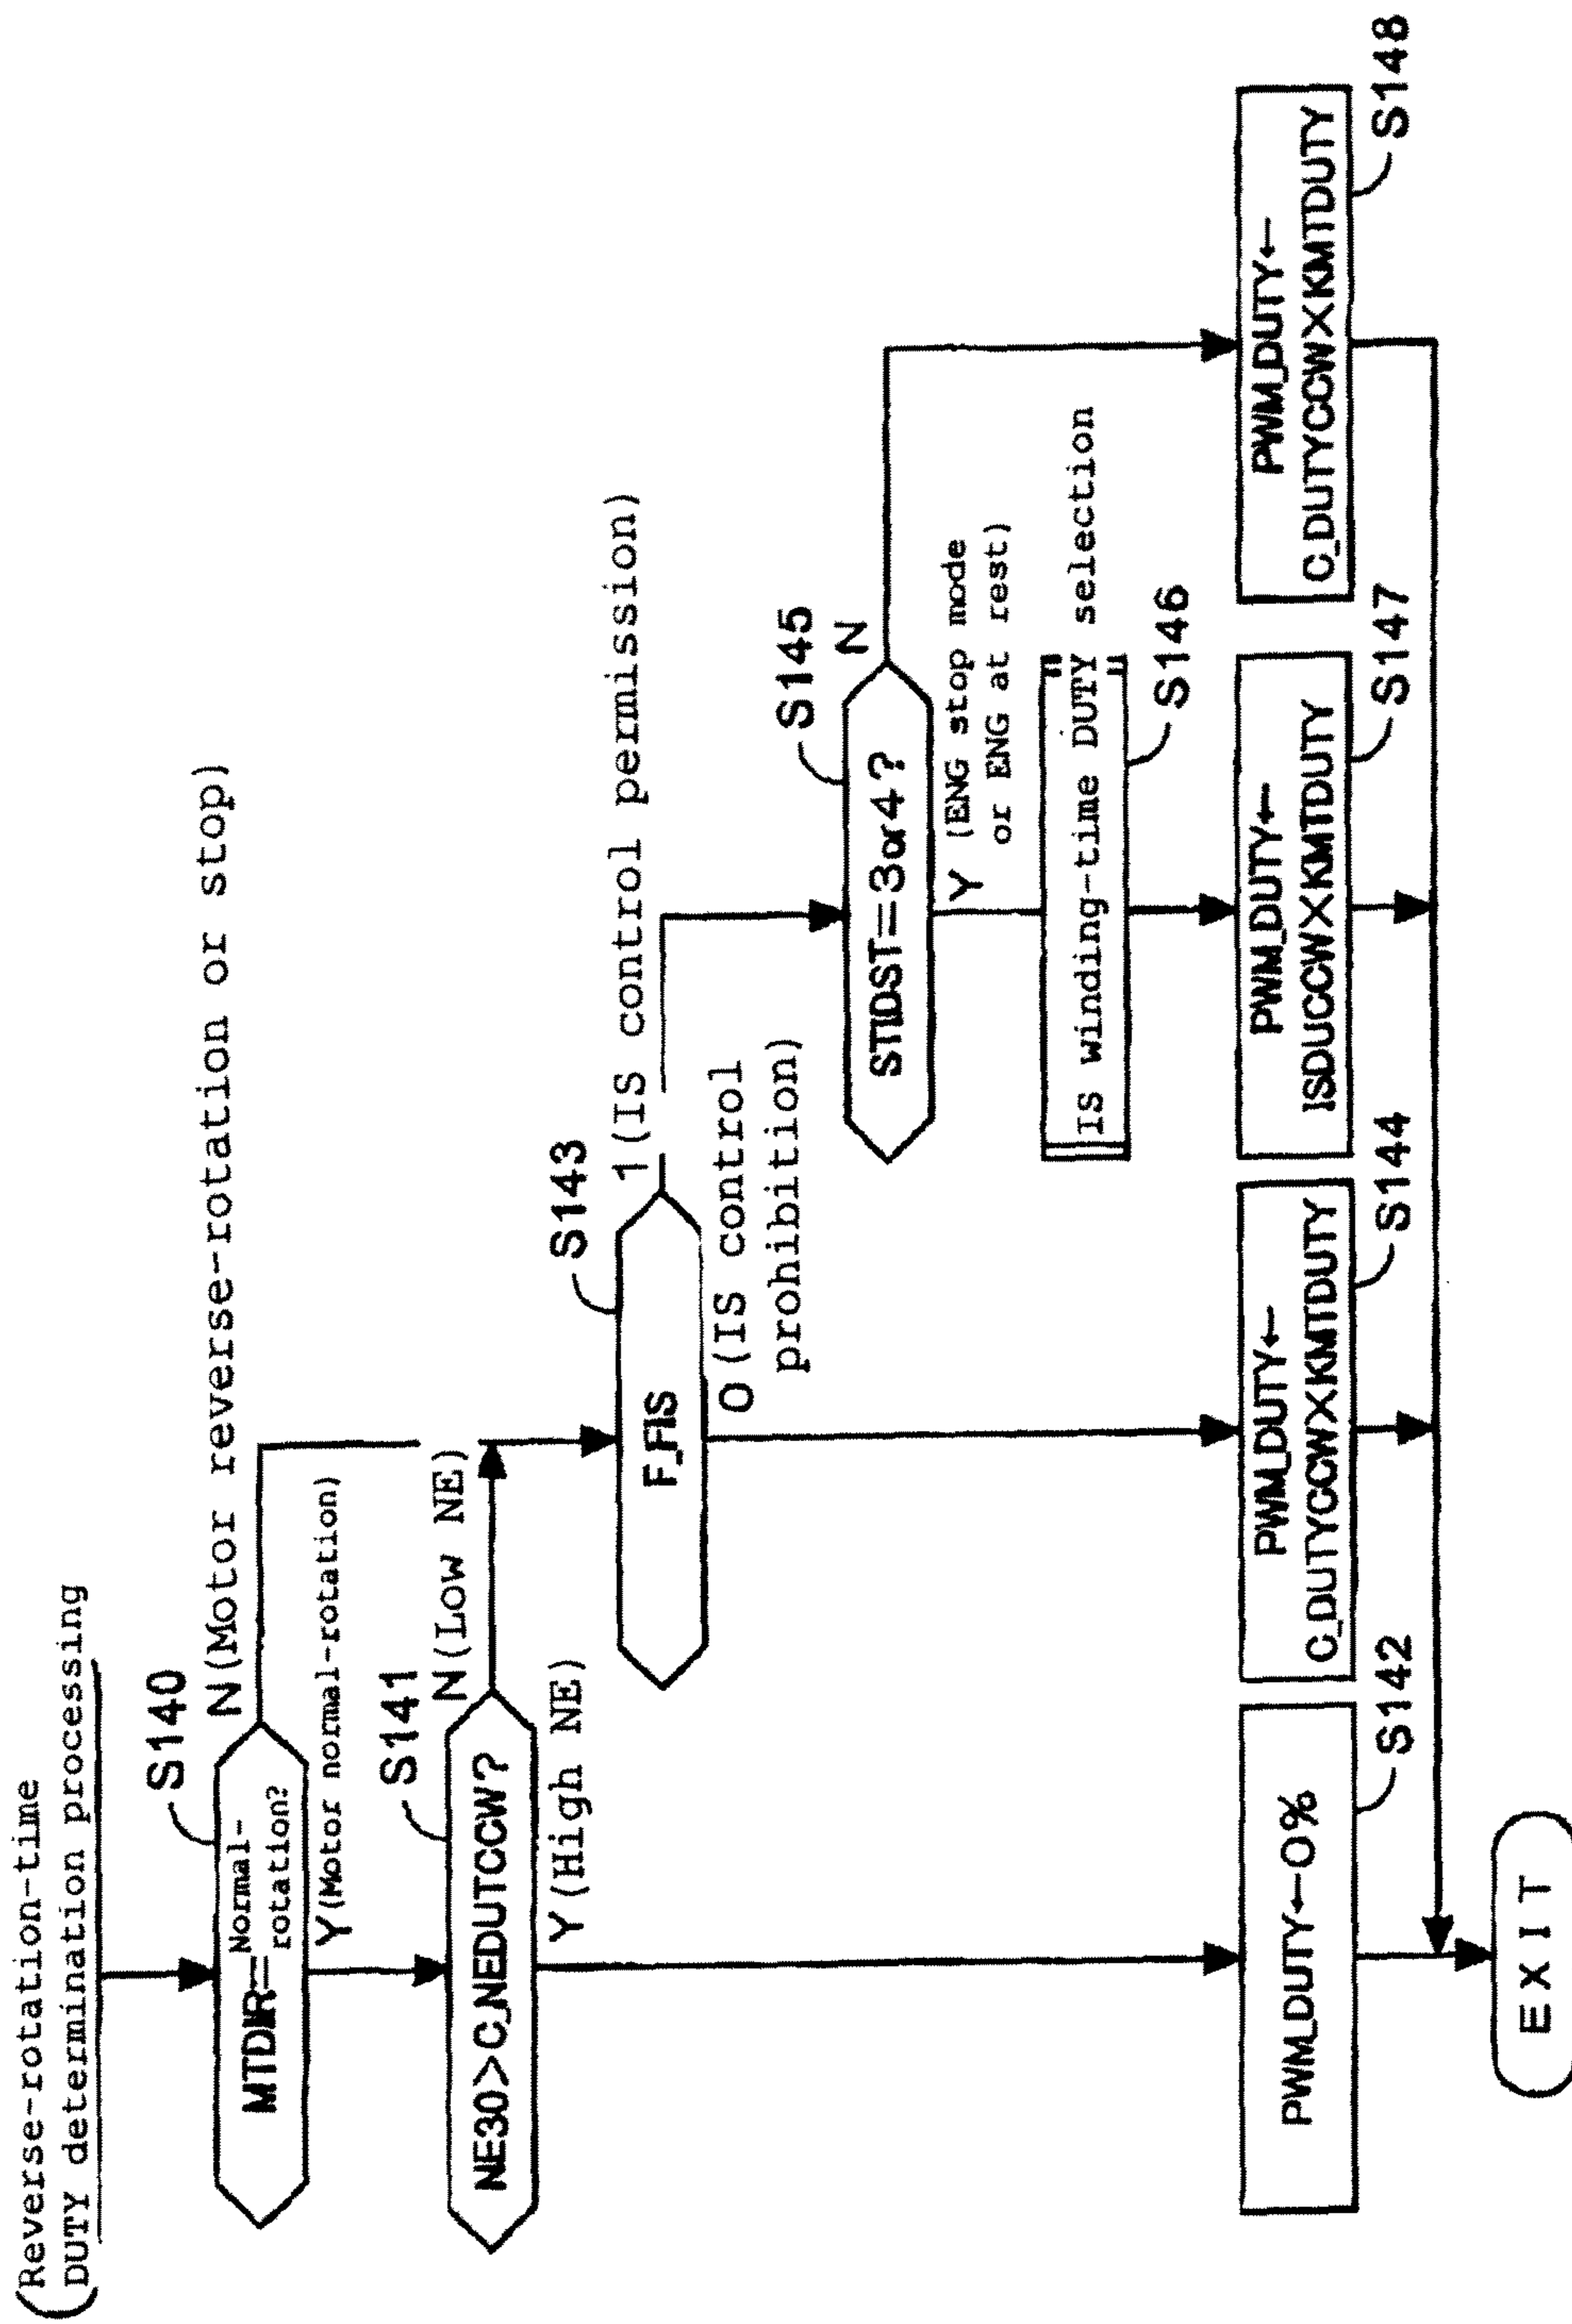 (Reverse-rotation-time
DUTY determination processing
S140
MTDIR==Normal-
rotation?
N(Motor reverse-rotation or stop)
Y(Motor normal-rotation)
S141
NE30>C_NEDUTCCW?
N(Low NE)
Y(High NE)
S143
F_FIS
1(IS control permission)
0(IS control
prohibition)
S145
STIDST==3or4?
N
Y (ENG stop mode
or ENG at rest)
"IS winding-time DUTY selection"
S146
PWM_DUTY←0%
S142
PWM_DUTY←
C_DUTYCCW×KMTDUTY
S144
PWM_DUTY←
ISDUCCW×KMTDUTY
S147
PWM_DUTY←
C_DUTYCCW×KMTDUTY
S148
EXIT